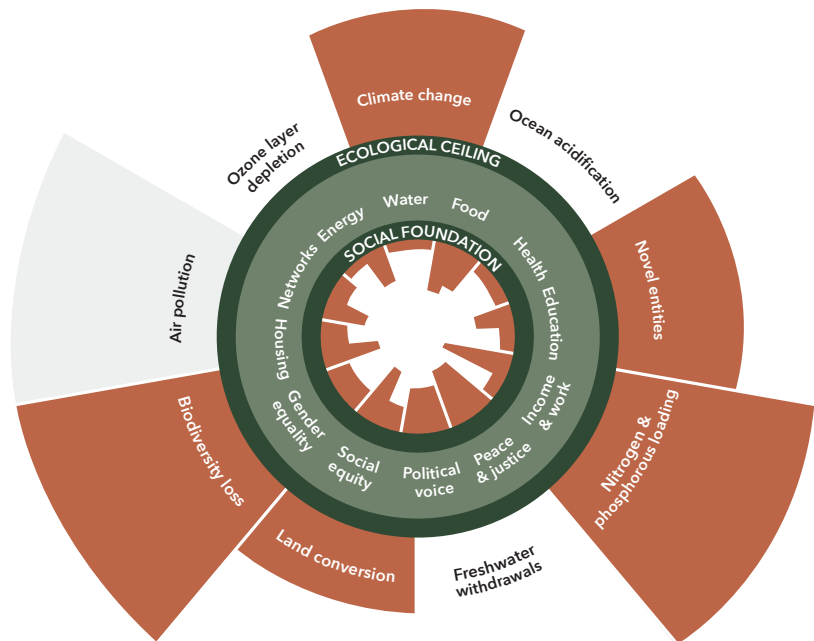 Climate change
Ocean acidification
Ozone layer
depletion
ECOLOGICAL CEILING
Water
Food
Energy
SOCIAL FOUNDATION
Health
Networks
Novel entities
Air pollution
Education
Housing
Income
& work
Nitrogen &
phosphorous loading
Biodiversity loss
Gender
equality
Peace
& justice
Social
equity
Political
voice
Land conversion
Freshwater
withdrawals